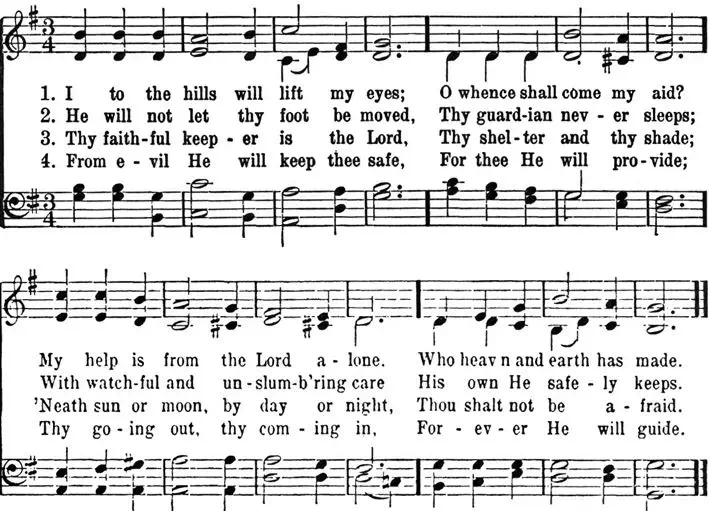 1. I to the hills will lift my eyes; O whence shall come my aid?
2. He will not let thy foot be moved, Thy guard-ian nev-er sleeps;
3. Thy faith-ful keep-er is the Lord, Thy shel-ter and thy shade;
4. From e-vil He will keep thee safe, For thee He will pro-vide;
My help is from the Lord a-lone. Who heav n and earth has made.
With watch-ful and un-slum-b'ring care His own He safe-ly keeps.
'Neath sun or moon, by day or night, Thou shalt not be a-fraid.
Thy go-ing out, thy com-ing in, For-ev-er He will guide.